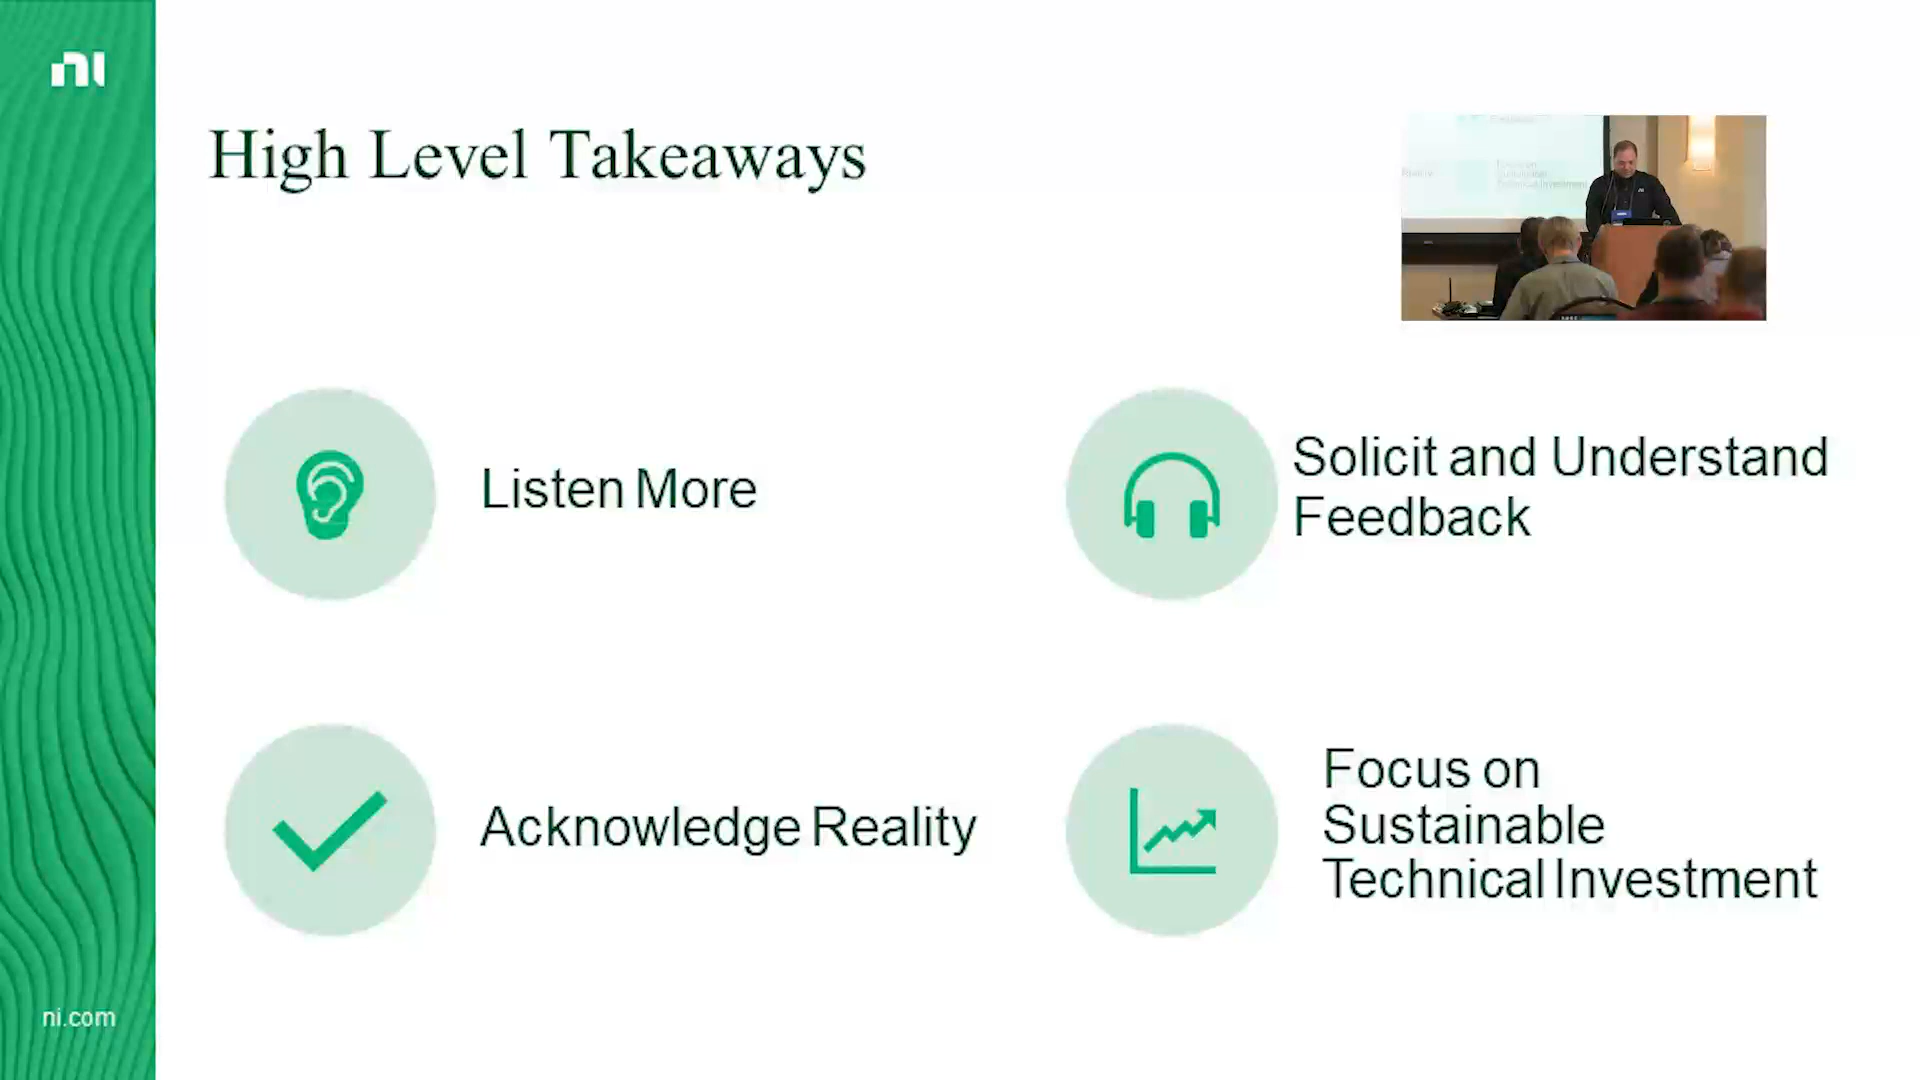 ni
High Level Takeaways
Listen More
Solicit and Understand
Feedback
Acknowledge Reality
Focus on
Sustainable
Technical Investment
ni.com